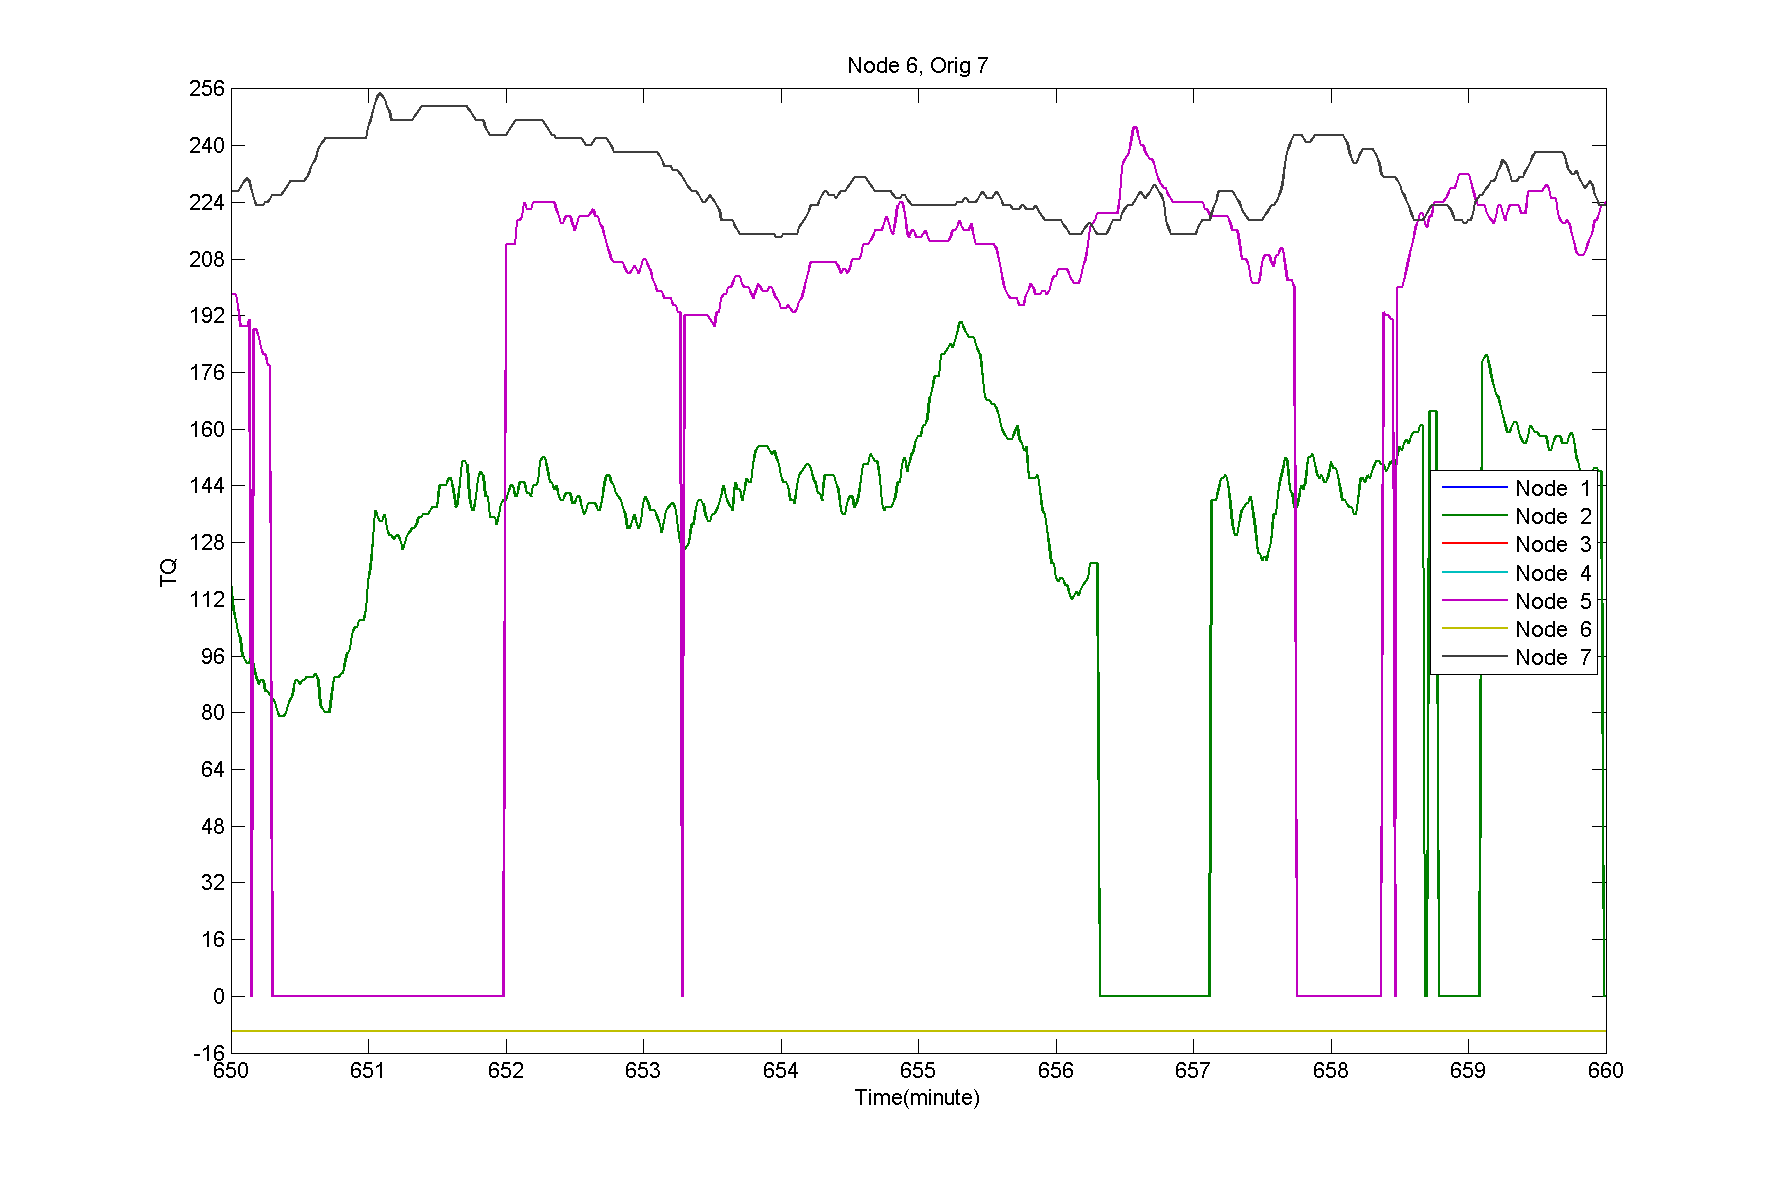 Node 6, Orig 7
256
240
224
208
192
176
160
144
128
112
96
80
64
48
32
16
0
-16
TQ
Node 1
Node 2
Node 3
Node 4
Node 5
Node 6
Node 7
650 651 652 653 654 655 656 657 658 659 660
Time(minute)